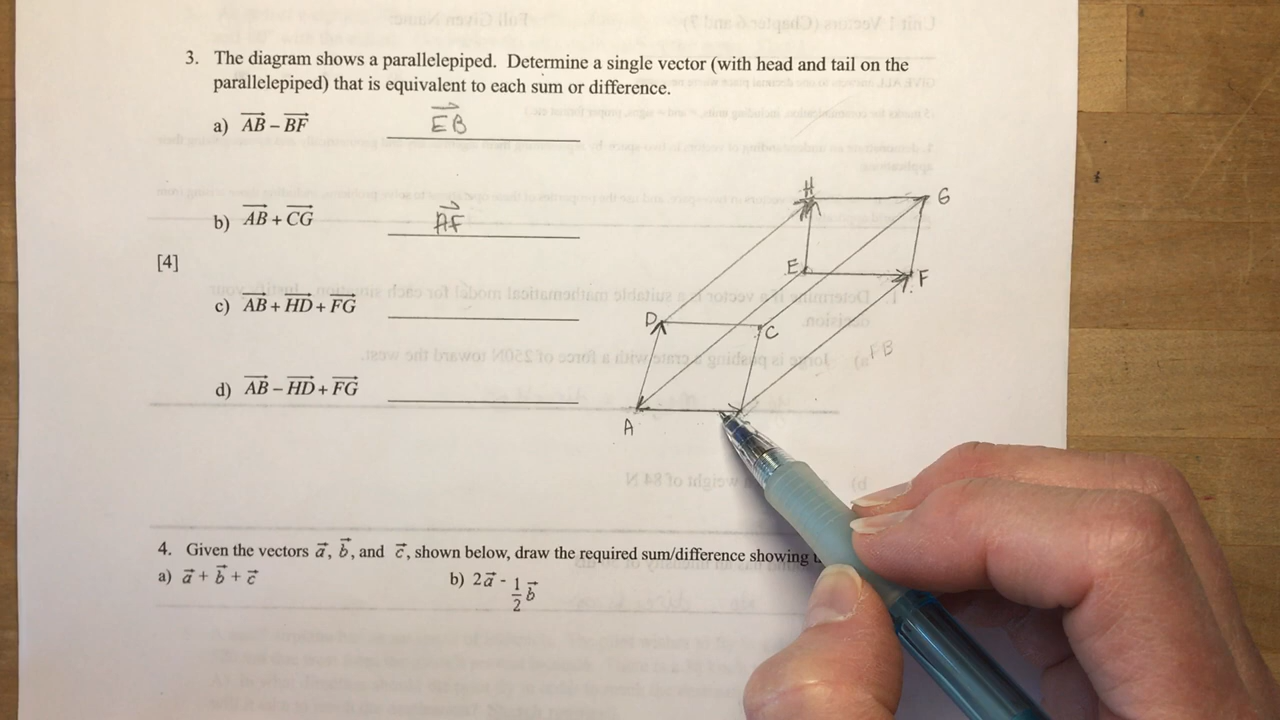 3. The diagram shows a parallelepiped. Determine a single vector (with head and tail on the
parallelepiped) that is equivalent to each sum or difference.
a) AB – BF EB
b) AB + CG AF
[4]
c) AB + HD + FG
d) AB – HD + FG
H G
E F
D C
FB
A
4. Given the vectors a, b, and c, shown below, draw the required sum/difference showing
a) a + b + c b) 2a - 1/2 b